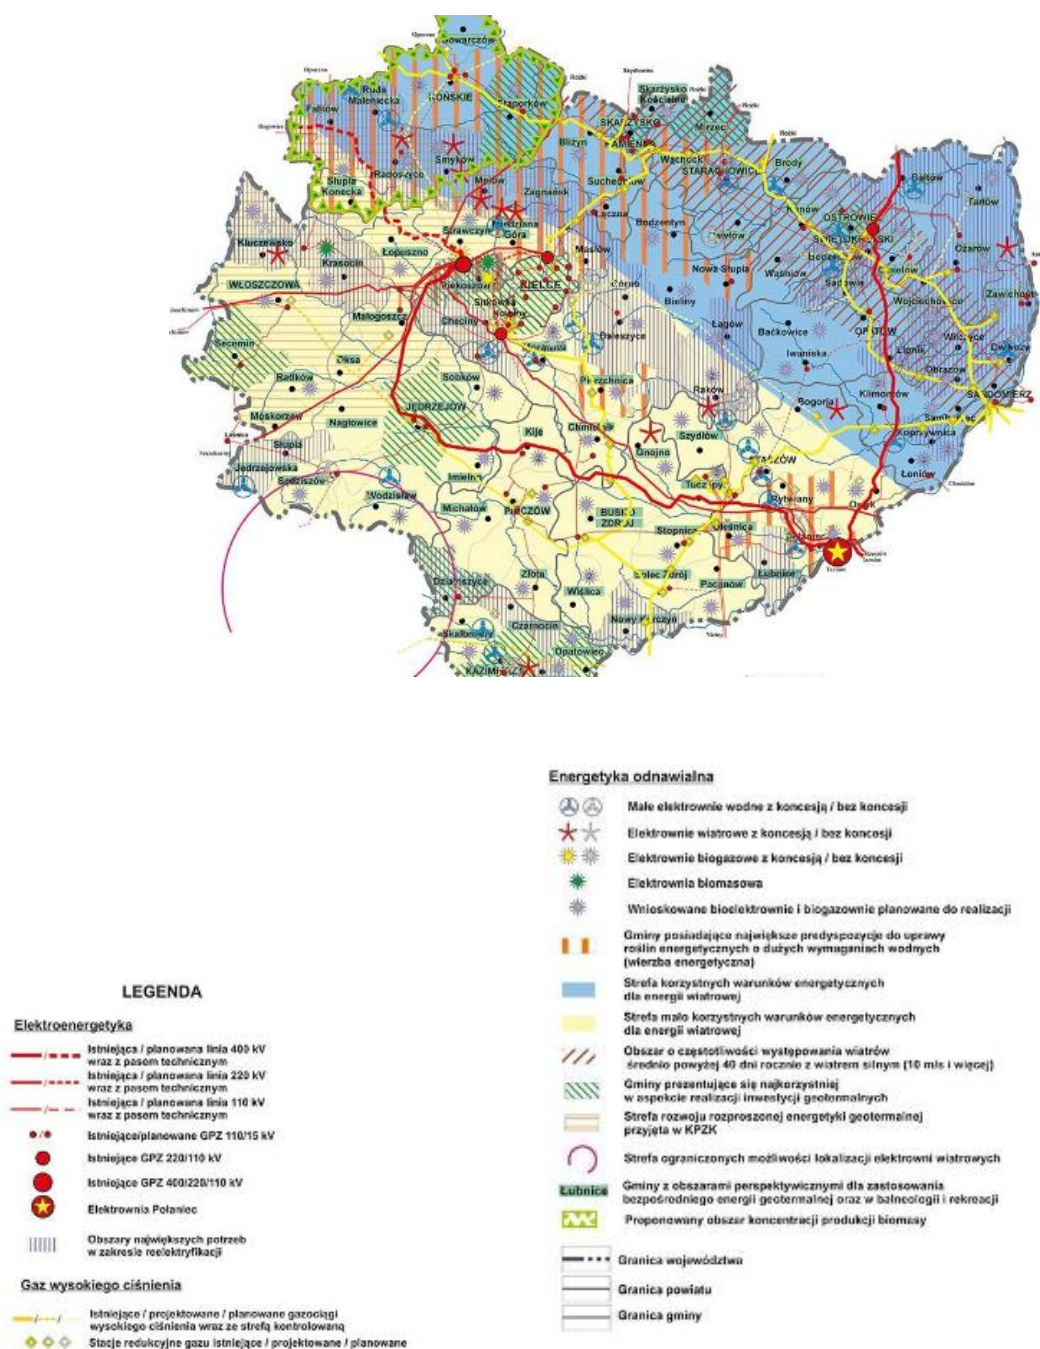 Gowarczów
Ruda
Maleniecka
Fałków
KOŃSKIE
Stąporków
Skarżysko
Kościelne
Mirzec
Bliżyn
Smyków
Radoszyce
Słupia
Konecka
Mniów
Zagnańsk
Suchedniów
Wąchock
STARACHOWICE
Brody
Bałtów
Tarłów
Łączna
Bodzentyn
Pawłów
Kunów
OSTROWIEC
ŚWIĘTOKRZYSKI
Ożarów
Kluczewsko
Krasocin
Łopuszno
Strawczyn
Miedziana
Góra
Masłów
Nowa Słupia
Waśniów
Sadowie
Wojciechowice
Zawichost
WŁOSZCZOWA
Małogoszcz
Piekoszów
KIELCE
Sitkówka
Nowiny
Chęciny
Górno
Bieliny
Łagów
Baćkowice
OPATÓW
Daleszyce
Iwaniska
Lipnik
Obrazów
Dwikozy
Secemin
Radków
Oksa
Sobków
Morawica
Pierzchnica
Raków
Bogoria
Klimontów
SANDOMIERZ
Koprzywnica
Moskorzew
Nagłowice
JĘDRZEJÓW
Kije
Chmielnik
Gnojno
Szydłów
STASZÓW
Łoniów
Słupia
Jędrzejowska
Sędziszów
Wodzisław
Imielno
Michałów
PIŃCZÓW
BUSKO
ZDRÓJ
Tuczępy
Rytwiany
Osiek
Stopnica
Oleśnica
Połaniec
Łubnice
Działoszyce
Złota
Wiślica
Solec Zdrój
Pacanów
Skalbmierz
Czarnocin
Nowy Korczyn
Opatowiec
LEGENDA
Elektroenergetyka
Istniejąca / planowana linia 400 kV
wraz z pasem technicznym
Istniejąca / planowana linia 220 kV
wraz z pasem technicznym
Istniejąca / planowana linia 110 kV
wraz z pasem technicznym
Istniejące/planowane GPZ 110/15 kV
Istniejące GPZ 220/110 kV
Istniejące GPZ 400/220/110 kV
Elektrownia Połaniec
Obszary największych potrzeb
w zakresie reelektryfikacji
Gaz wysokiego ciśnienia
Istniejące / projektowane / planowane gazociągi
wysokiego ciśnienia wraz ze strefą kontrolowaną
Stacje redukcyjne gazu istniejące / projektowane / planowane
Energetyka odnawialna
Małe elektrownie wodne z koncesją / bez koncesji
Elektrownie wiatrowe z koncesją / bez koncesji
Elektrownie biogazowe z koncesją / bez koncesji
Elektrownia biomasowa
Wnioskowane bioelektrownie i biogazownie planowane do realizacji
Gminy posiadające największe predyspozycje do uprawy
roślin energetycznych o dużych wymaganiach wodnych
(wierzba energetyczna)
Strefa korzystnych warunków energetycznych
dla energii wiatrowej
Strefa mało korzystnych warunków energetycznych
dla energii wiatrowej
Obszar o częstotliwości występowania wiatrów
średnio powyżej 40 dni rocznie z wiatrem silnym (10 m/s i więcej)
Gminy prezentujące się najkorzystniej
w aspekcie realizacji inwestycji geotermalnych
Strefa rozwoju rozproszonej energetyki geotermalnej
przyjęta w KPZK
Strefa ograniczonych możliwości lokalizacji elektrowni wiatrowych
Łubnice
Gminy z obszarami perspektywicznymi dla zastosowania
bezpośredniego energii geotermalnej oraz w balneologii i rekreacji
Proponowany obszar koncentracji produkcji biomasy
Granica województwa
Granica powiatu
Granica gminy